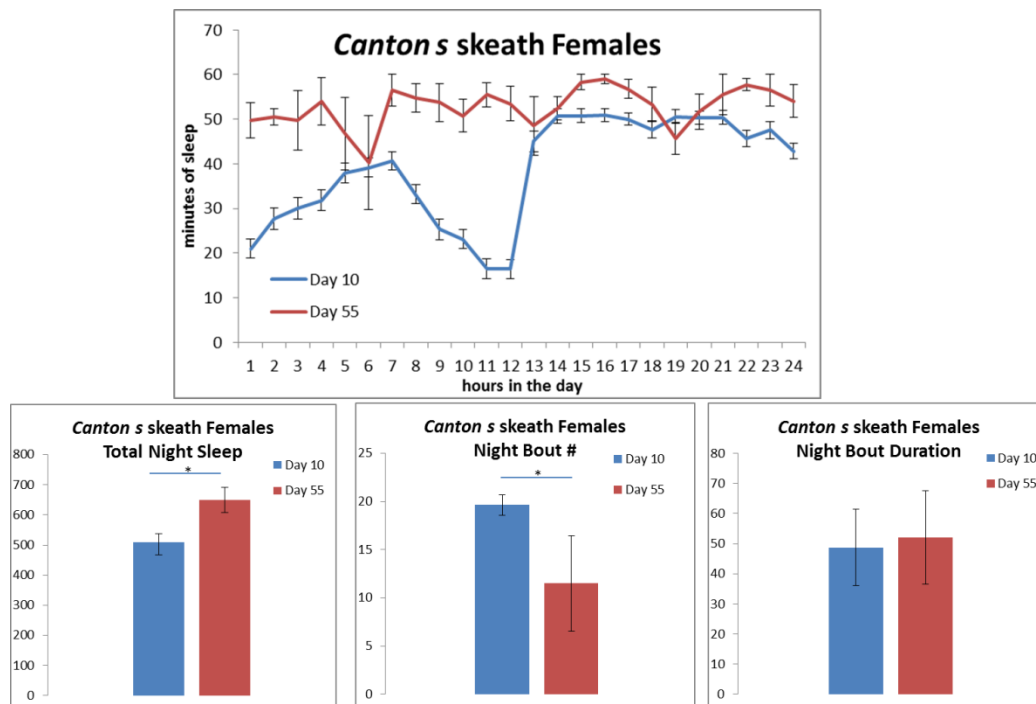 Canton s skeath Females
70
60
50
40
30
20
10
0
minutes of sleep
Day 10
Day 55
1 2 3 4 5 6 7 8 9 10 11 12 13 14 15 16 17 18 19 20 21 22 23 24
hours in the day
Canton s skeath Females
Total Night Sleep
800
700
600
500
400
300
200
100
0
*
Day 10
Day 55
Canton s skeath Females
Night Bout #
25
20
15
10
5
0
*
Day 10
Day 55
Canton s skeath Females
Night Bout Duration
80
70
60
50
40
30
20
10
0
Day 10
Day 55